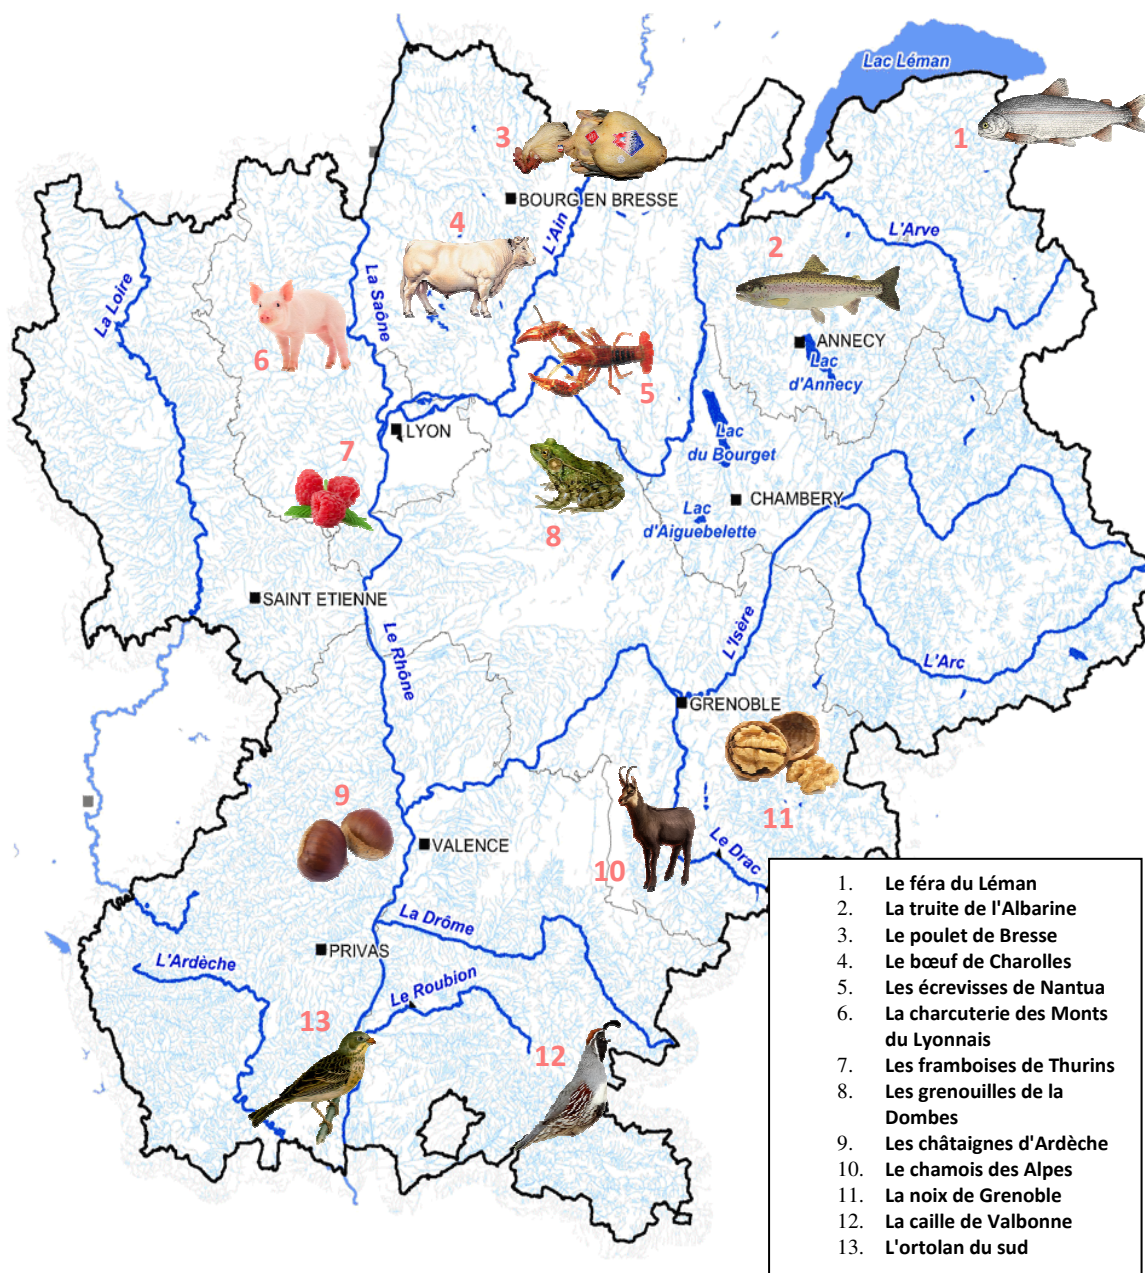 Lac Léman
1
3
BOURG EN BRESSE
4
L'Ain
2
L'Arve
La Loire
La Saône
6
5
ANNECY
Lac
d'Annecy
7
LYON
Lac
du Bourget
8
CHAMBERY
Lac
d'Aiguebelette
SAINT ETIENNE
Le Rhône
L'Isère
L'Arc
GRENOBLE
9
11
VALENCE
10
Le Drac
La Drôme
PRIVAS
L'Ardèche
Le Roubion
13
12
1. Le féra du Léman
2. La truite de l'Albarine
3. Le poulet de Bresse
4. Le bœuf de Charolles
5. Les écrevisses de Nantua
6. La charcuterie des Monts
du Lyonnais
7. Les framboises de Thurins
8. Les grenouilles de la
Dombes
9. Les châtaignes d'Ardèche
10. Le chamois des Alpes
11. La noix de Grenoble
12. La caille de Valbonne
13. L'ortolan du sud